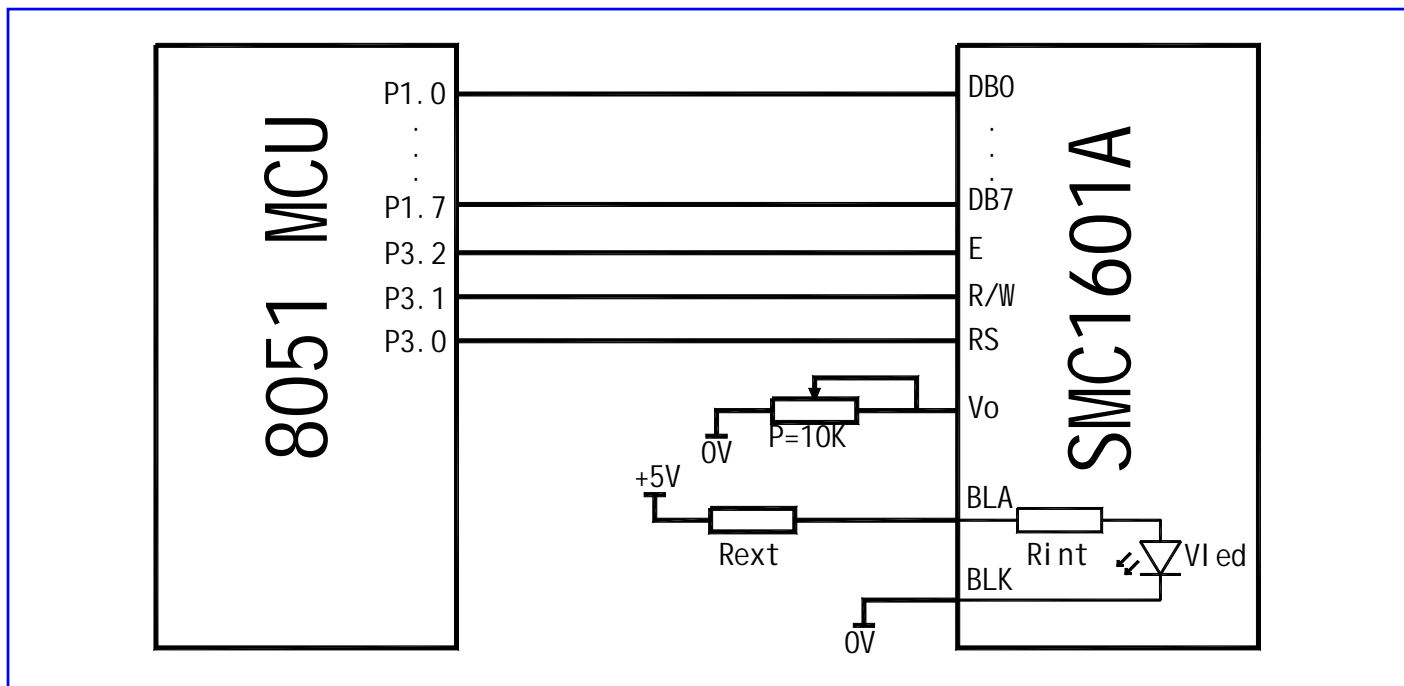 8051 MCU
P1.0
.
.
.
P1.7
P3.2
P3.1
P3.0
DB0
.
.
.
DB7
E
R/W
RS
Vo
BLA
BLK
SMC1601A
0V
P=10K
+5V
Rext
Rint
Vled
0V